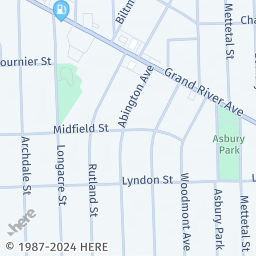 Biltm
Mettetal St
Cha
ournier St
Grand River Ave
Abington Ave
Midfield St
Asbury
Park
Archdale St
Longacre St
Rutland St
Lyndon St
L
Woodmont Ave
Asbury Park
Mettetal St
© 1987-2024 HERE